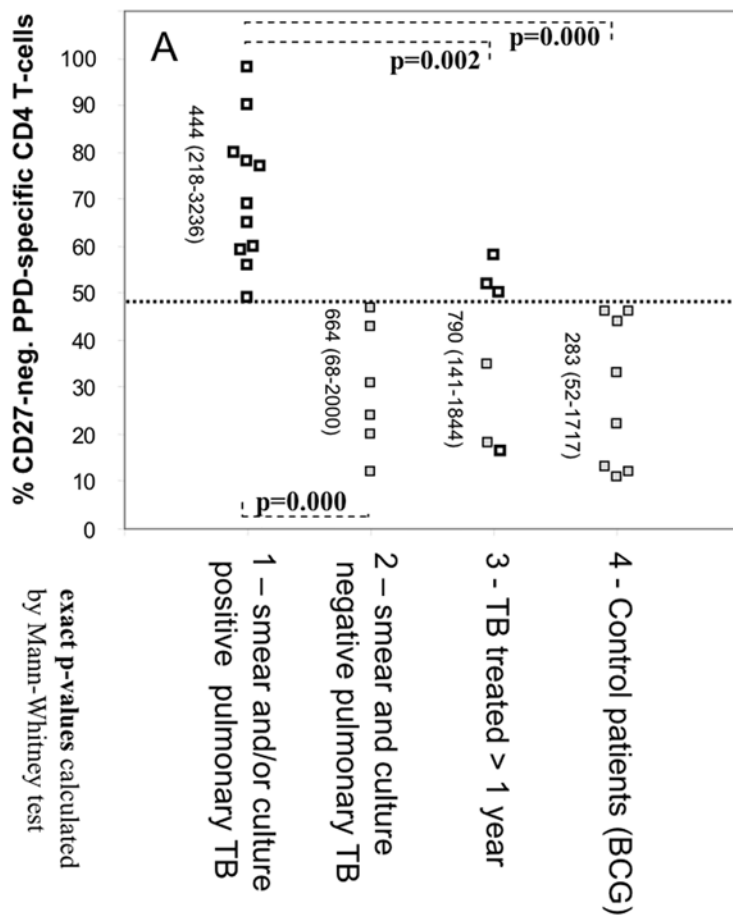 A
p=0.000
p=0.002
% CD27-neg. PPD-specific CD4 T-cells
100
90
80
70
60
50
40
30
20
10
0
444 (218-3236)
664 (68-2000)
790 (141-1844)
283 (52-1717)
p=0.000
1 – smear and/or culture
positive pulmonary TB
2 – smear and culture
negative pulmonary TB
3 - TB treated > 1 year
4 - Control patients (BCG)
exact p-values calculated
by Mann-Whitney test